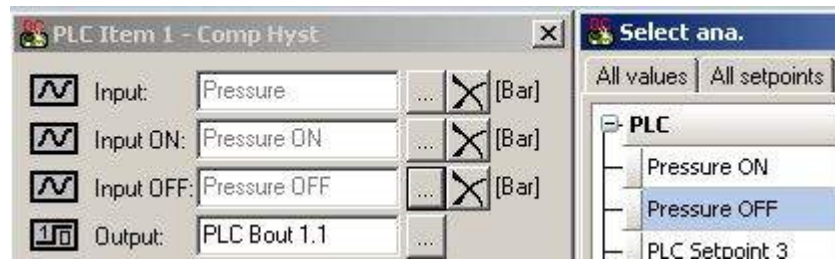 PLC Item 1 - Comp Hyst
Input: Pressure ... [Bar]
Input ON: Pressure ON ... [Bar]
Input OFF: Pressure OFF ... [Bar]
Output: PLC Bout 1.1 ...
Select ana.
All values All setpoints
PLC
Pressure ON
Pressure OFF
PLC Setpoint 3